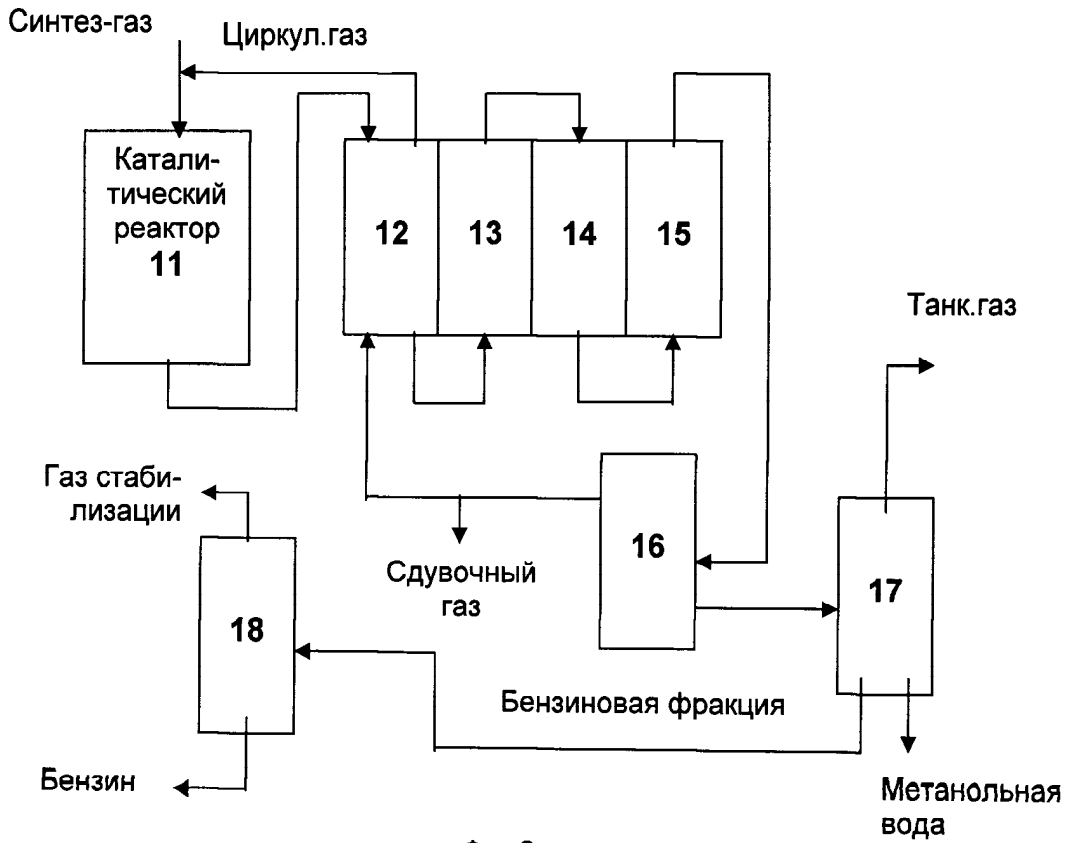 Синтез-газ
Циркул.газ
Катали-
тический
реактор
11
12
13
14
15
Танк.газ
Газ стаби-
лизации
16
Сдувочный
газ
17
18
Бензиновая фракция
Бензин
Метанольная
вода